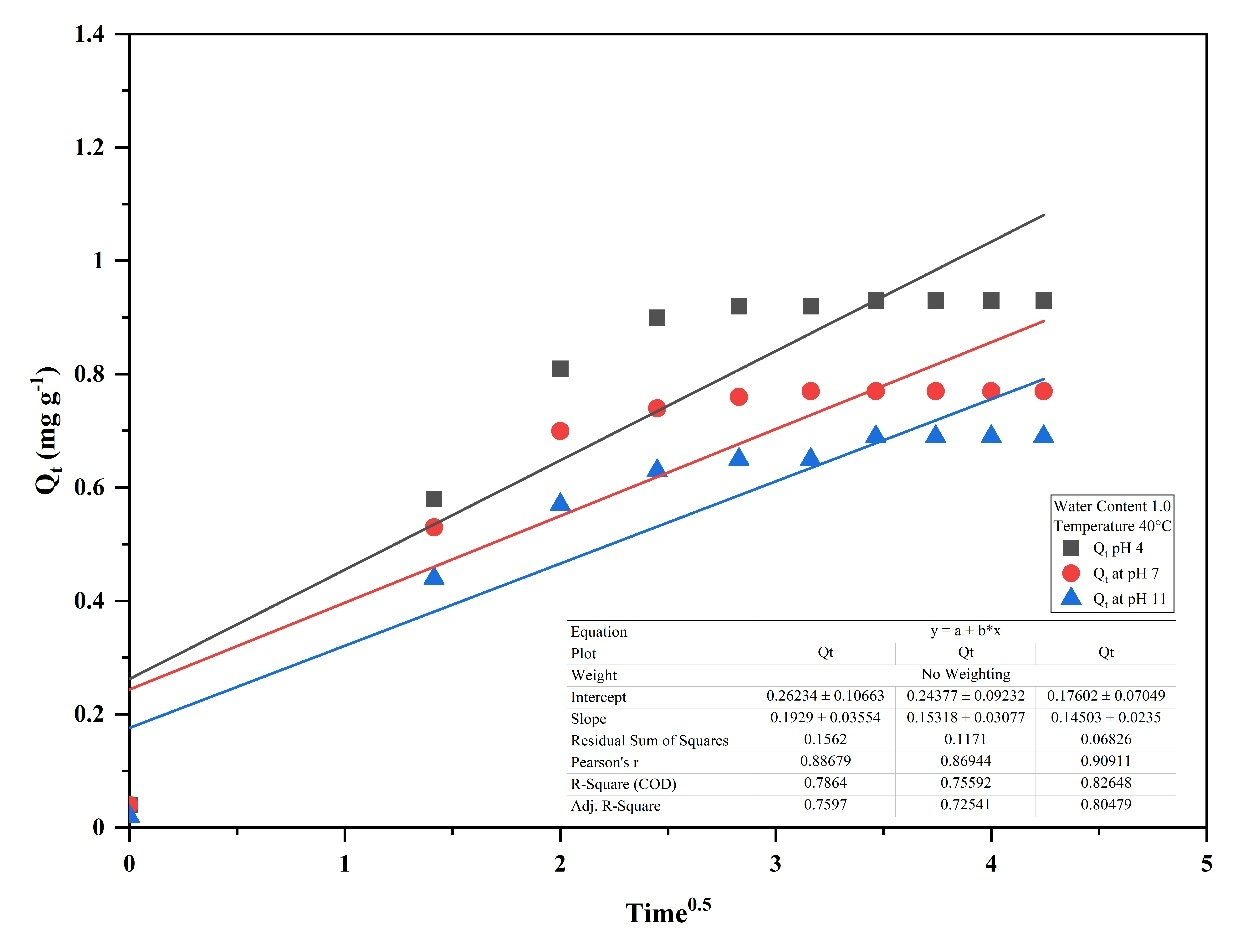 1.4
1.2
1
0.8
0.6
0.4
0.2
0
Qt (mg g-1)
Water Content 1.0
Temperature 40°C
Qt pH 4
Qt at pH 7
Qt at pH 11
Equation y = a + b*x
Plot Qt Qt Qt
Weight No Weighting
Intercept 0.26234 ± 0.10663 0.24377 ± 0.09232 0.17602 ± 0.07049
Slope 0.1929 ± 0.03554 0.15318 ± 0.03077 0.14503 ± 0.0235
Residual Sum of Squares 0.1562 0.1171 0.06826
Pearson's r 0.88679 0.86944 0.90911
R-Square (COD) 0.7864 0.75592 0.82648
Adj. R-Square 0.7597 0.72541 0.80479
0 1 2 3 4 5
Time0.5